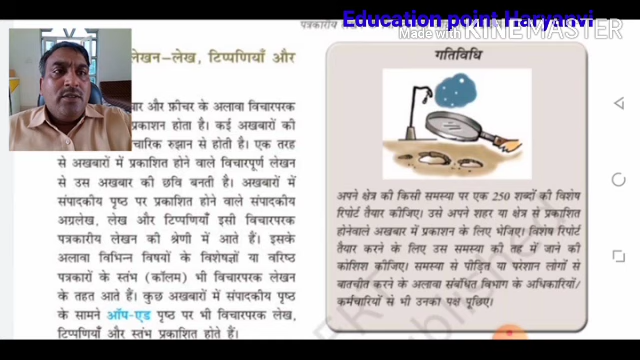 Education point Haryanvi
Made with KINEMASTER
लेखन–लेख, टिप्पणियाँ और
बार और फ़ीचर के अलावा विचारपरक
प्रकाशन होता है। कई अखबारों की
चारिक रुझान से होती है। एक तरह
से अखबारों में प्रकाशित होने वाले विचारपूर्ण लेखन
से उस अखबार की छवि बनती है। अखबारों में
संपादकीय पृष्ठ पर प्रकाशित होने वाले संपादकीय
अग्रलेख, लेख और टिप्पणियाँ इसी विचारपरक
पत्रकारीय लेखन की श्रेणी में आते हैं। इसके
अलावा विभिन्न विषयों के विशेषज्ञों या वरिष्ठ
पत्रकारों के स्तंभ (कॉलम) भी विचारपरक लेखन
के तहत आते हैं। कुछ अखबारों में संपादकीय पृष्ठ
के सामने ऑप-एड पृष्ठ पर भी विचारपरक लेख,
टिप्पणियाँ और स्तंभ प्रकाशित होते हैं।
गतिविधि
अपने क्षेत्र की किसी समस्या पर एक 250 शब्दों की विशेष
रिपोर्ट तैयार कीजिए। उसे अपने शहर या क्षेत्र से प्रकाशित
होनेवाले अखबार में प्रकाशन के लिए भेजिए। विशेष रिपोर्ट
तैयार करने के लिए उस समस्या की तह में जाने की
कोशिश कीजिए। समस्या से पीड़ित या परेशान लोगों से
बातचीत करने के अलावा संबंधित विभाग के अधिकारियों/
कर्मचारियों से भी उनका पक्ष पूछिए।